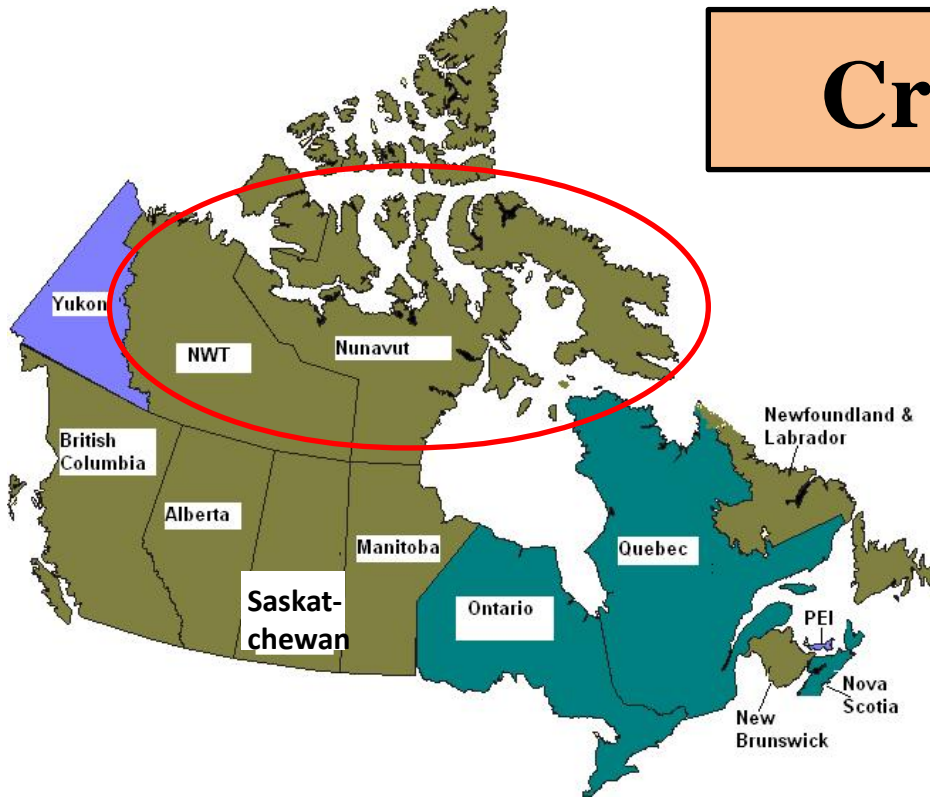 Cr
Yukon
NWT
Nunavut
Newfoundland &
Labrador
British
Columbia
Alberta
Manitoba
Quebec
Saskat-
chewan
Ontario
PEI
Nova
Scotia
New
Brunswick